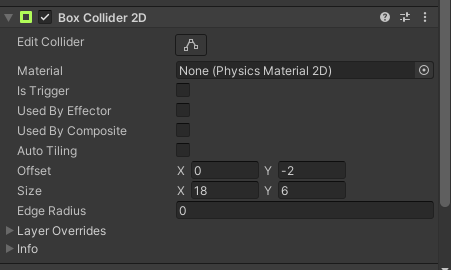 Box Collider 2D
Edit Collider
Material None (Physics Material 2D)
Is Trigger
Used By Effector
Used By Composite
Auto Tiling
Offset X 0 Y -2
Size X 18 Y 6
Edge Radius 0
Layer Overrides
Info